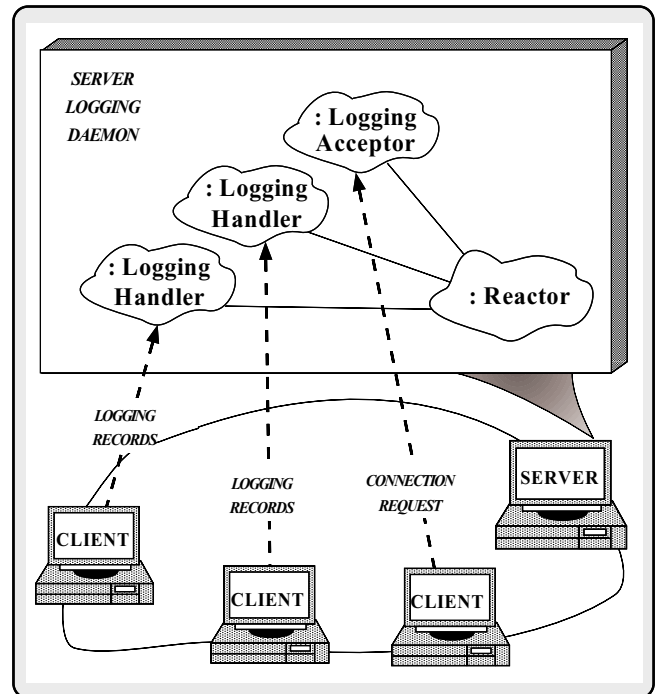 SERVER
LOGGING
DAEMON
: Logging
Acceptor
: Logging
Handler
: Logging
Handler
: Reactor
LOGGING
RECORDS
LOGGING
RECORDS
CONNECTION
REQUEST
SERVER
CLIENT
CLIENT
CLIENT